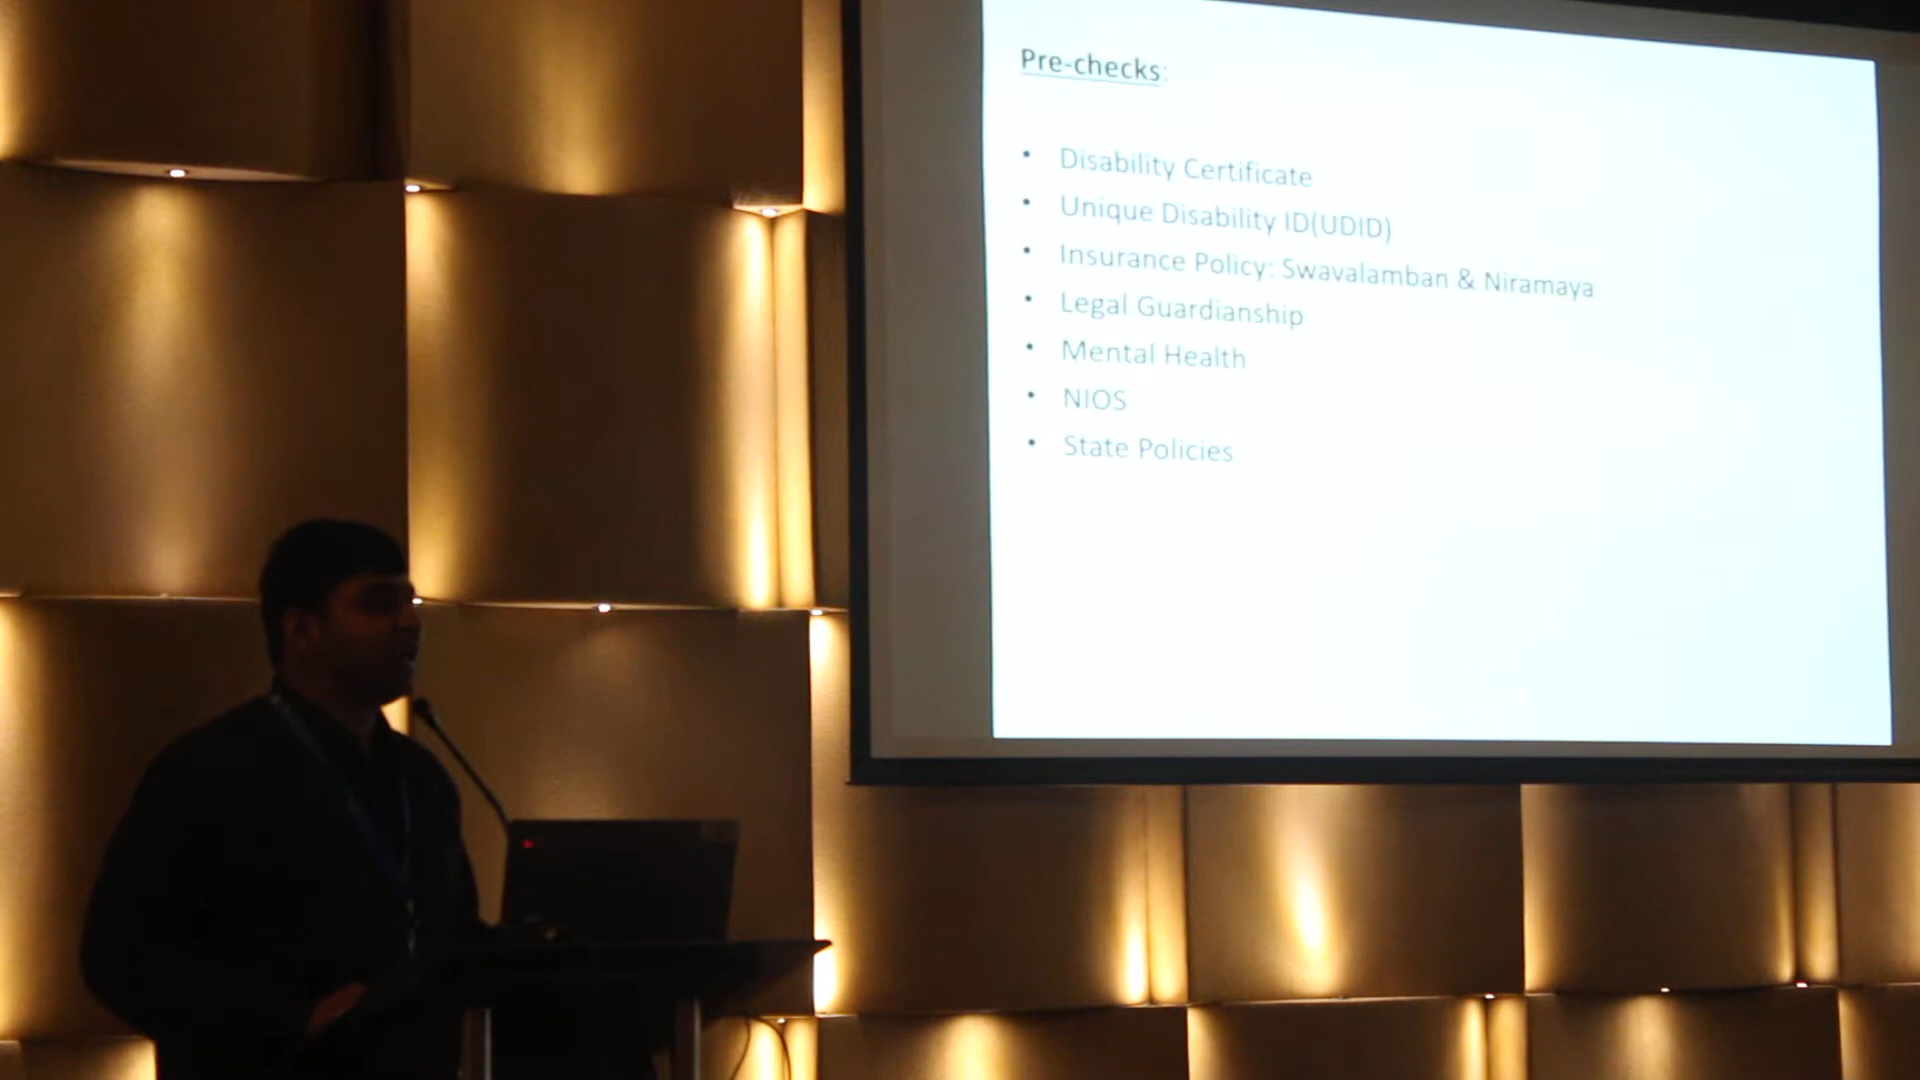 Pre-checks:
• Disability Certificate
• Unique Disability ID(UDID)
• Insurance Policy: Swavalamban & Niramaya
• Legal Guardianship
• Mental Health
• NIOS
• State Policies